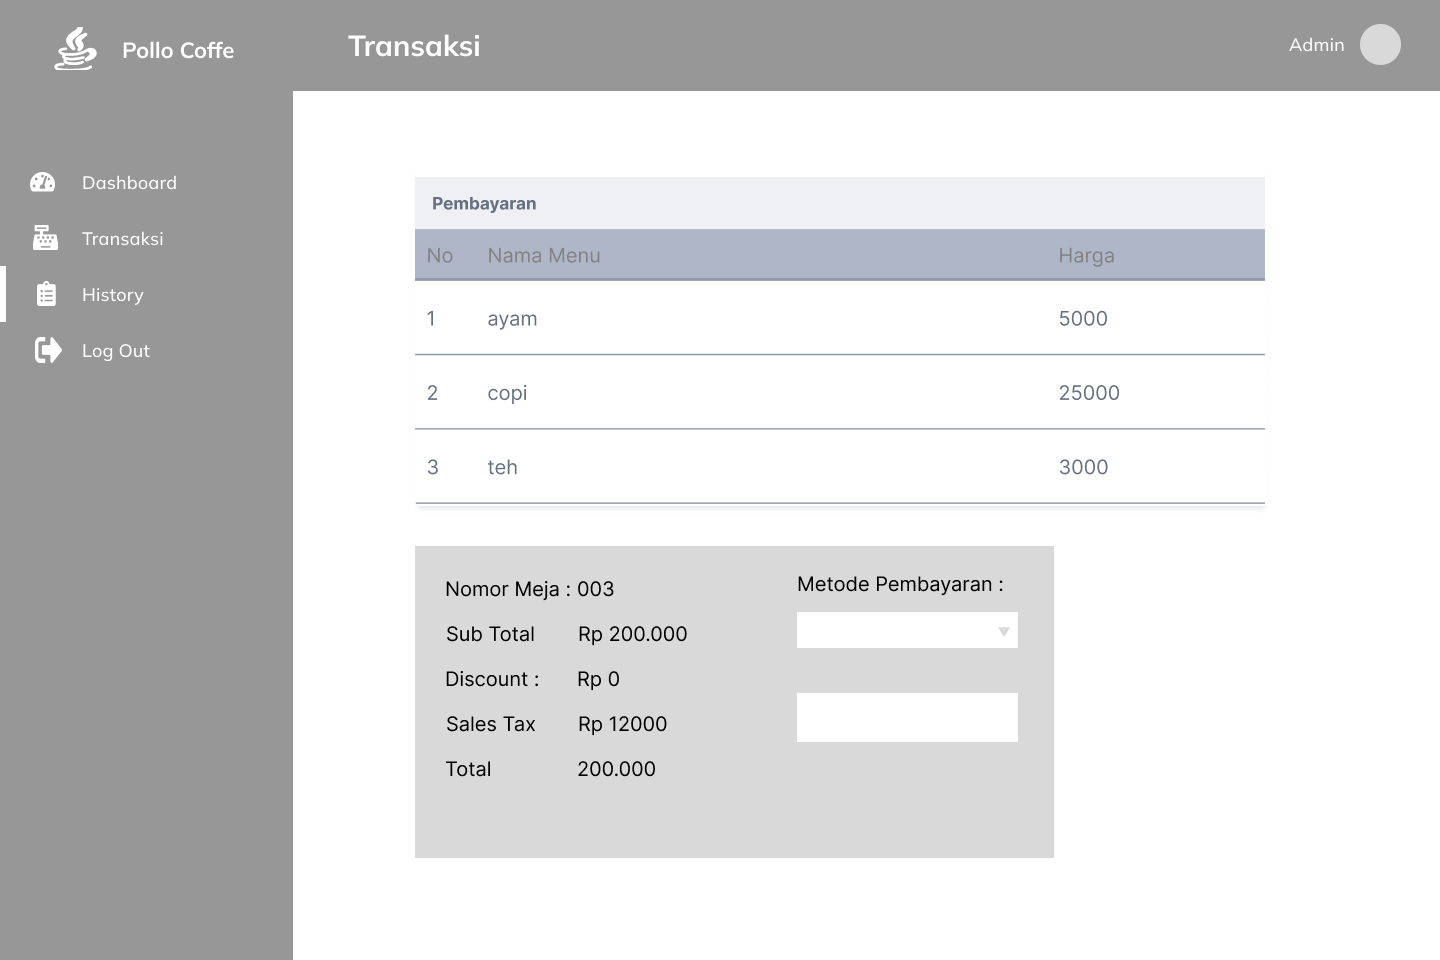 Pollo Coffe
Transaksi
Admin
Dashboard
Transaksi
History
Log Out
Pembayaran
No Nama Menu Harga
1 ayam 5000
2 copi 25000
3 teh 3000
Nomor Meja : 003
Sub Total Rp 200.000
Discount : Rp 0
Sales Tax Rp 12000
Total 200.000
Metode Pembayaran :